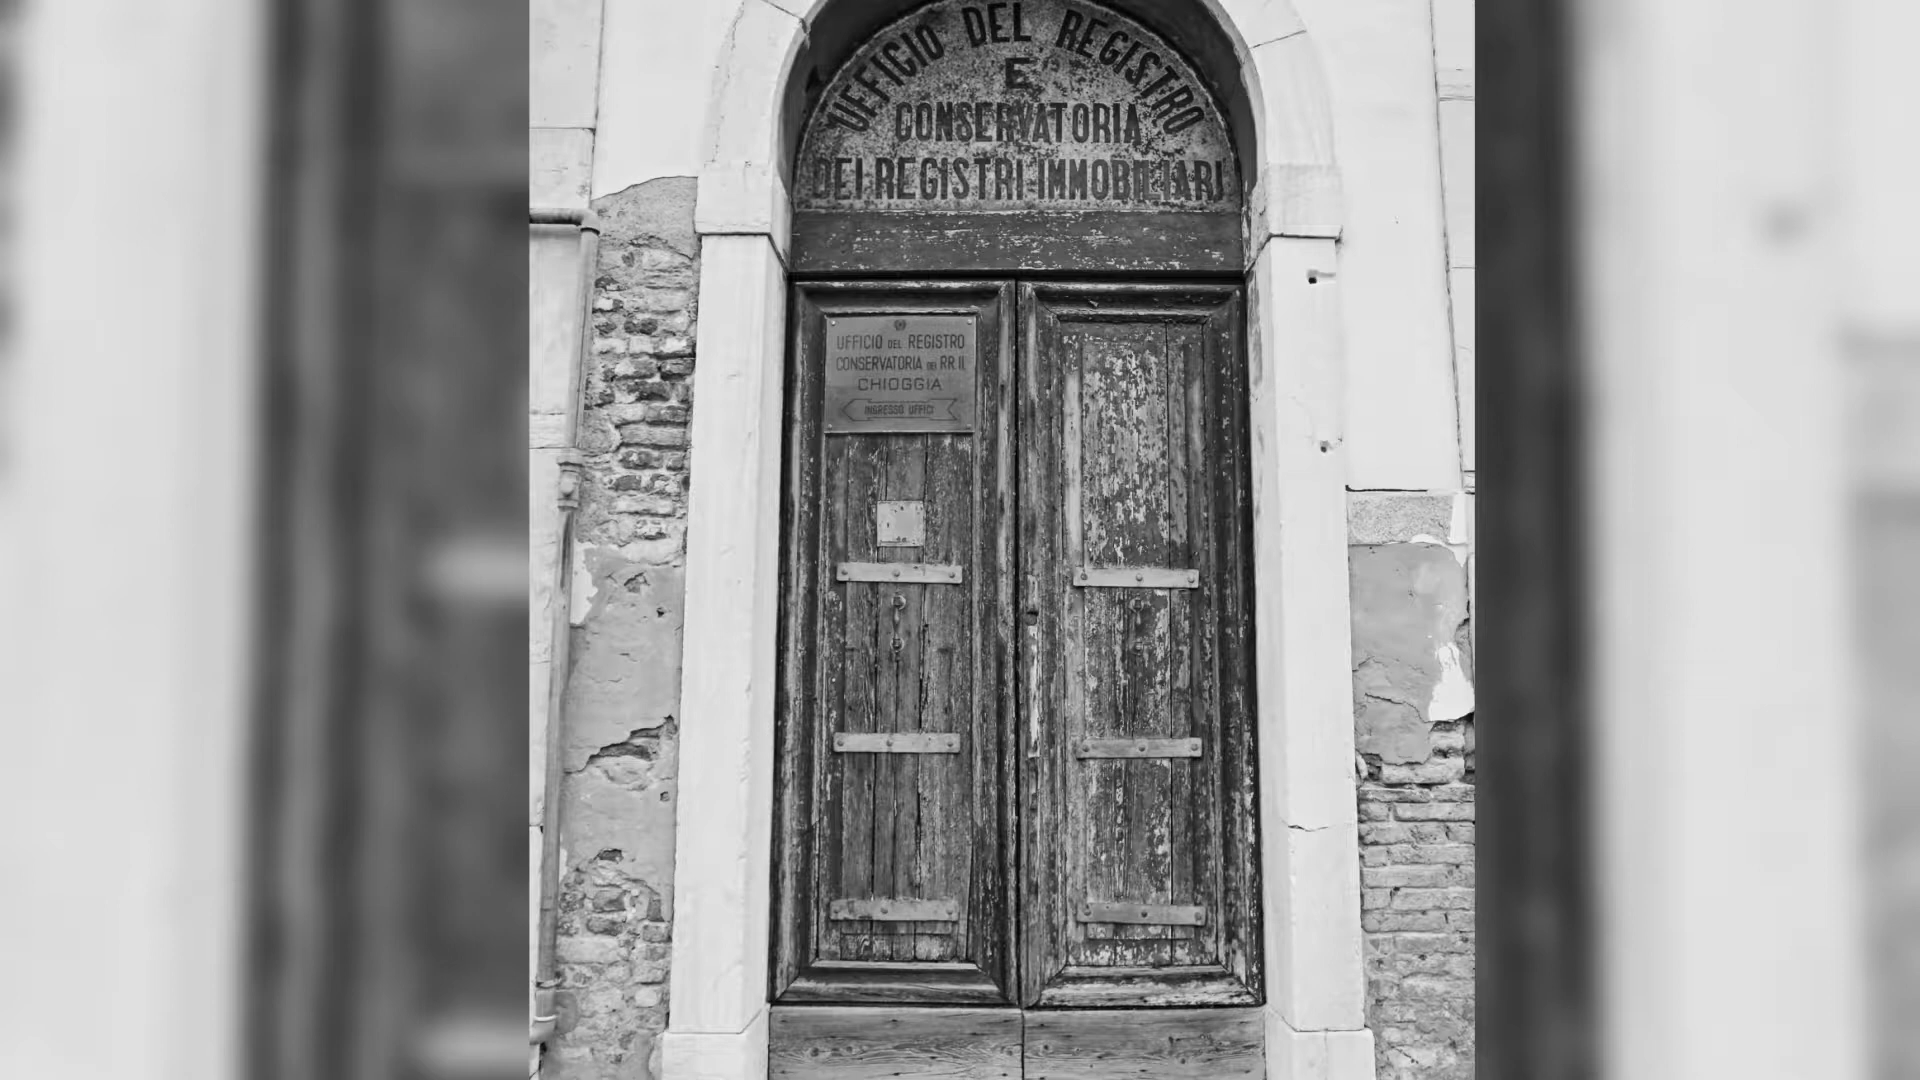 UFFICIO DEL REGISTRO
E
CONSERVATORIA
DEI REGISTRI IMMOBILIARI
UFFICIO DEL REGISTRO
CONSERVATORIA DEI RR.II.
CHIOGGIA
INGRESSO UFFICI